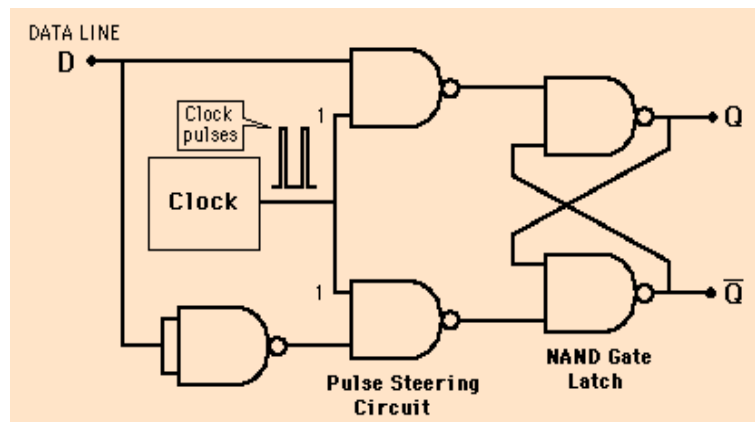 DATA LINE
D
Clock
pulses
1
Q
Clock
1
Q̅
NAND Gate
Latch
Pulse Steering
Circuit